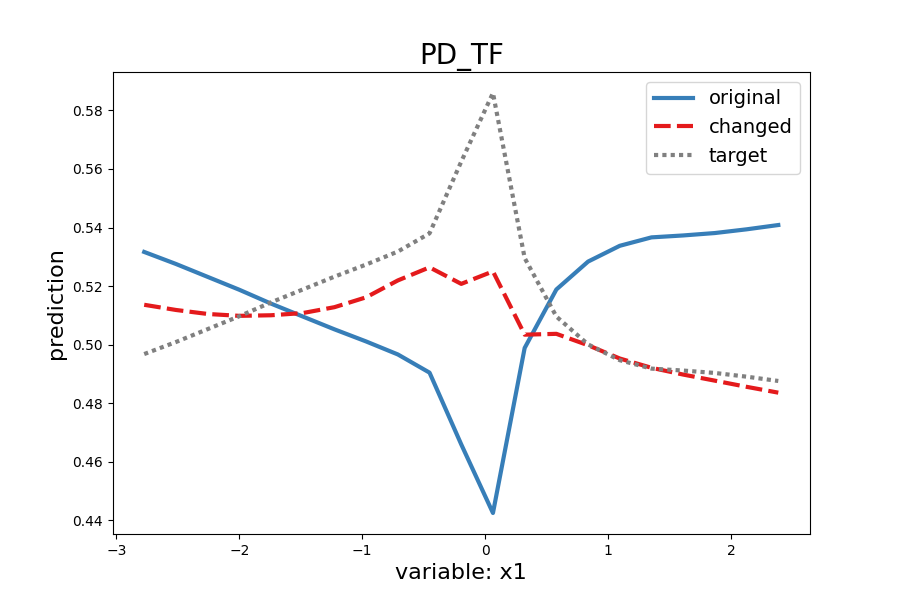 PD_TF
original
changed
target
prediction
0.58
0.56
0.54
0.52
0.50
0.48
0.46
0.44
−3
−2
−1
0
1
2
variable: x1